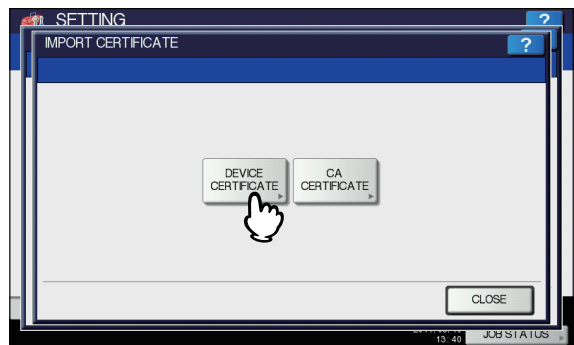 SETTING
?
IMPORT CERTIFICATE
?
DEVICE
CERTIFICATE
CA
CERTIFICATE
CLOSE
13:40
JOB STATUS